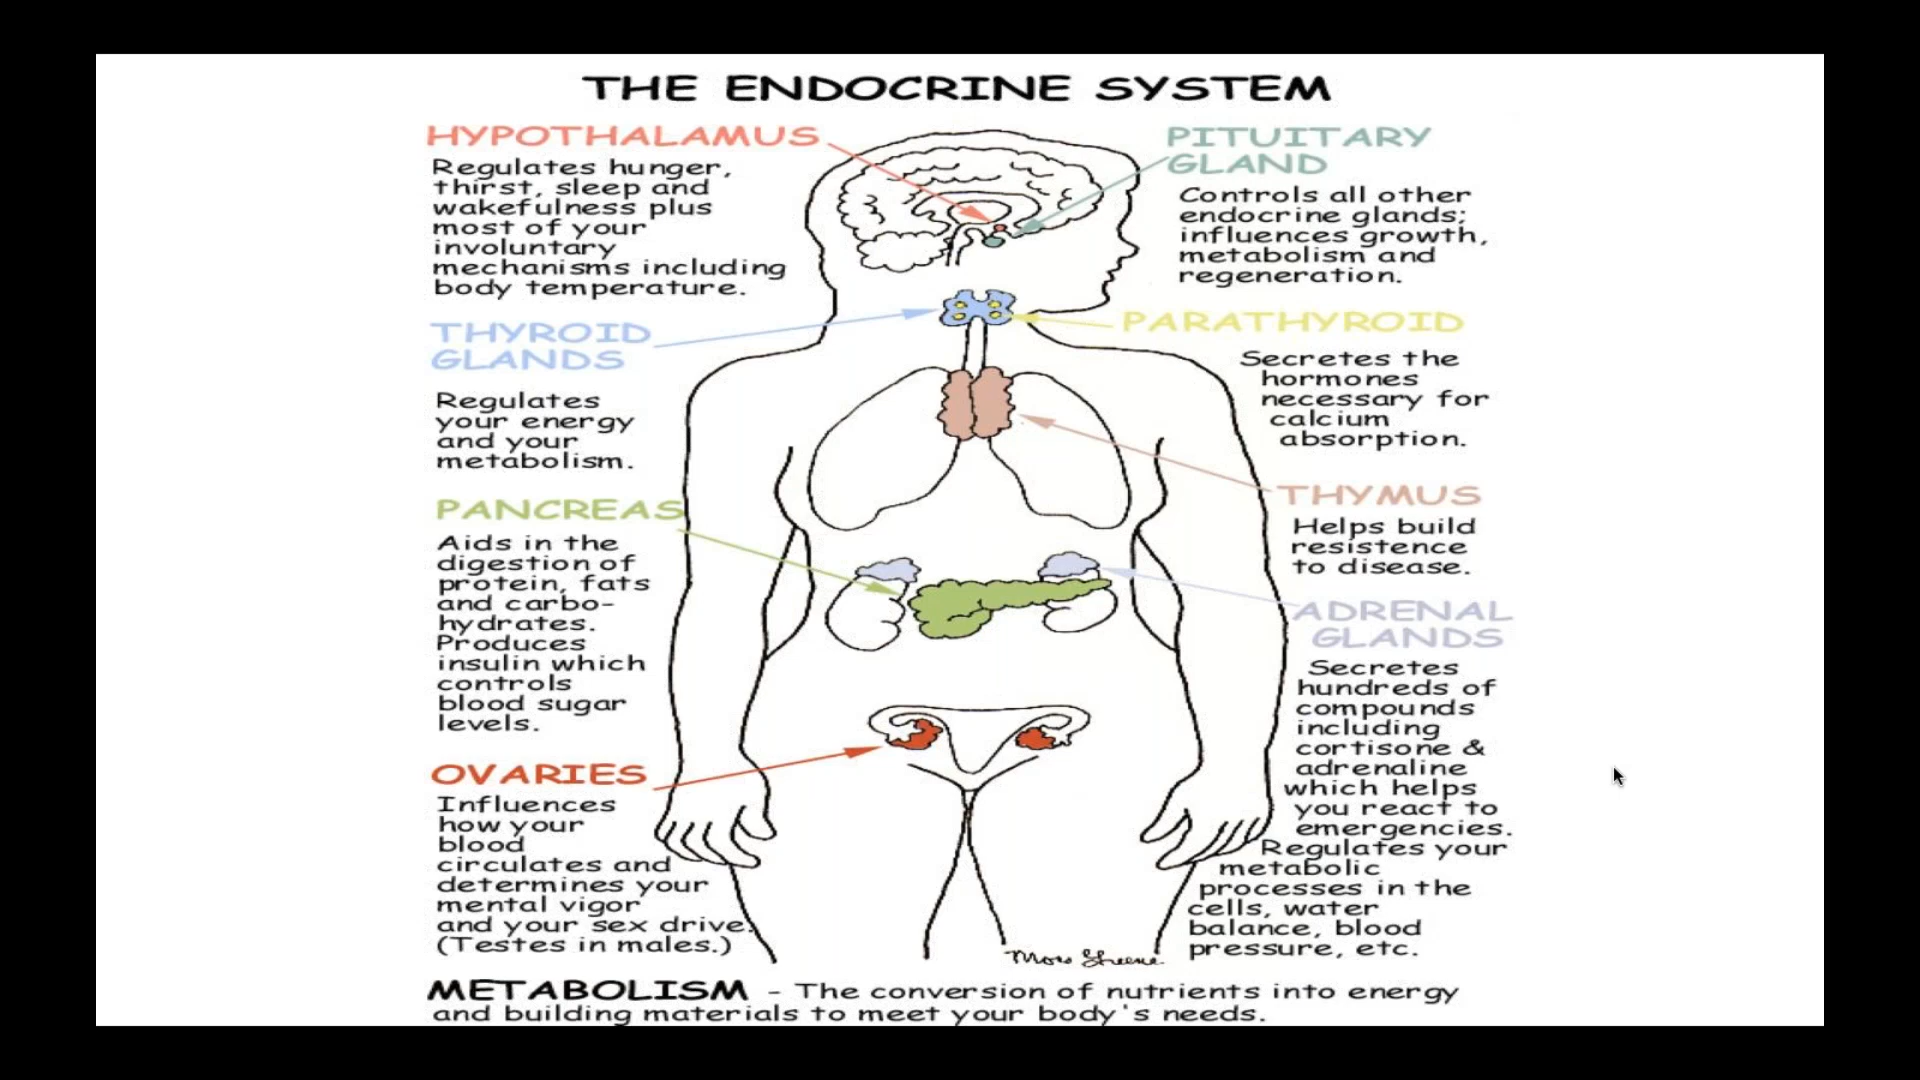 THE ENDOCRINE SYSTEM
HYPOTHALAMUS
Regulates hunger,
thirst, sleep and
wakefulness plus
most of your
involuntary
mechanisms including
body temperature.
PITUITARY
GLAND
Controls all other
endocrine glands;
influences growth,
metabolism and
regeneration.
THYROID
GLANDS
Regulates
your energy
and your
metabolism.
PARATHYROID
Secretes the
hormones
necessary for
calcium
absorption.
THYMUS
Helps build
resistence
to disease.
PANCREAS
Aids in the
digestion of
protein, fats
and carbo-
hydrates.
Produces
insulin which
controls
blood sugar
levels.
ADRENAL
GLANDS
Secretes
hundreds of
compounds
including
cortisone &
adrenaline
which helps
you react to
emergencies.
Regulates your
metabolic
processes in the
cells, water
balance, blood
pressure, etc.
OVARIES
Influences
how your
blood
circulates and
determines your
mental vigor
and your sex drive.
(Testes in males.)
METABOLISM - The conversion of nutrients into energy
and building materials to meet your body's needs.